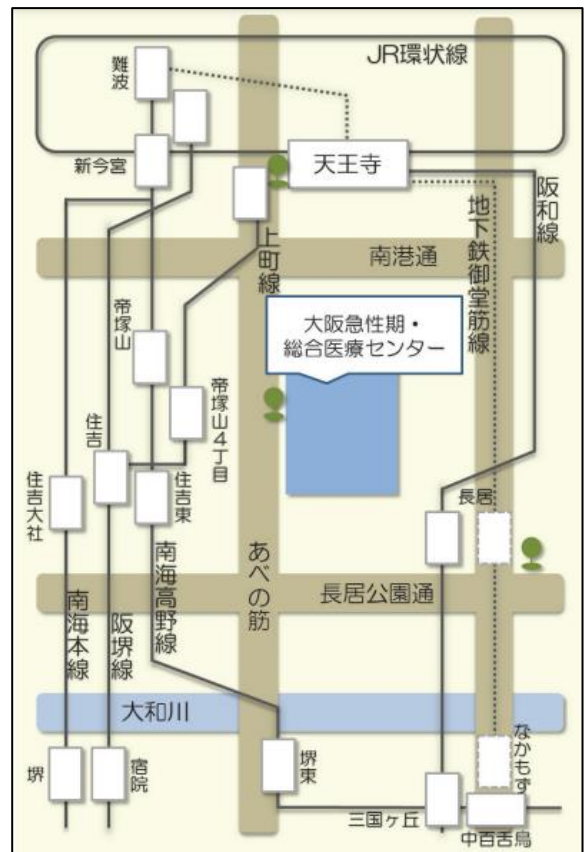 JR環状線
難波
新今宮
天王寺
阪和線
地下鉄御堂筋線
上町線
南港通
大阪急性期・
総合医療センター
帝塚山
帝塚山4丁目
住吉
住吉大社
住吉東
長居
南海高野線
あべの筋
長居公園通
南海本線
阪堺線
大和川
堺
宿院
堺東
三国ヶ丘
なかもず
中百舌鳥